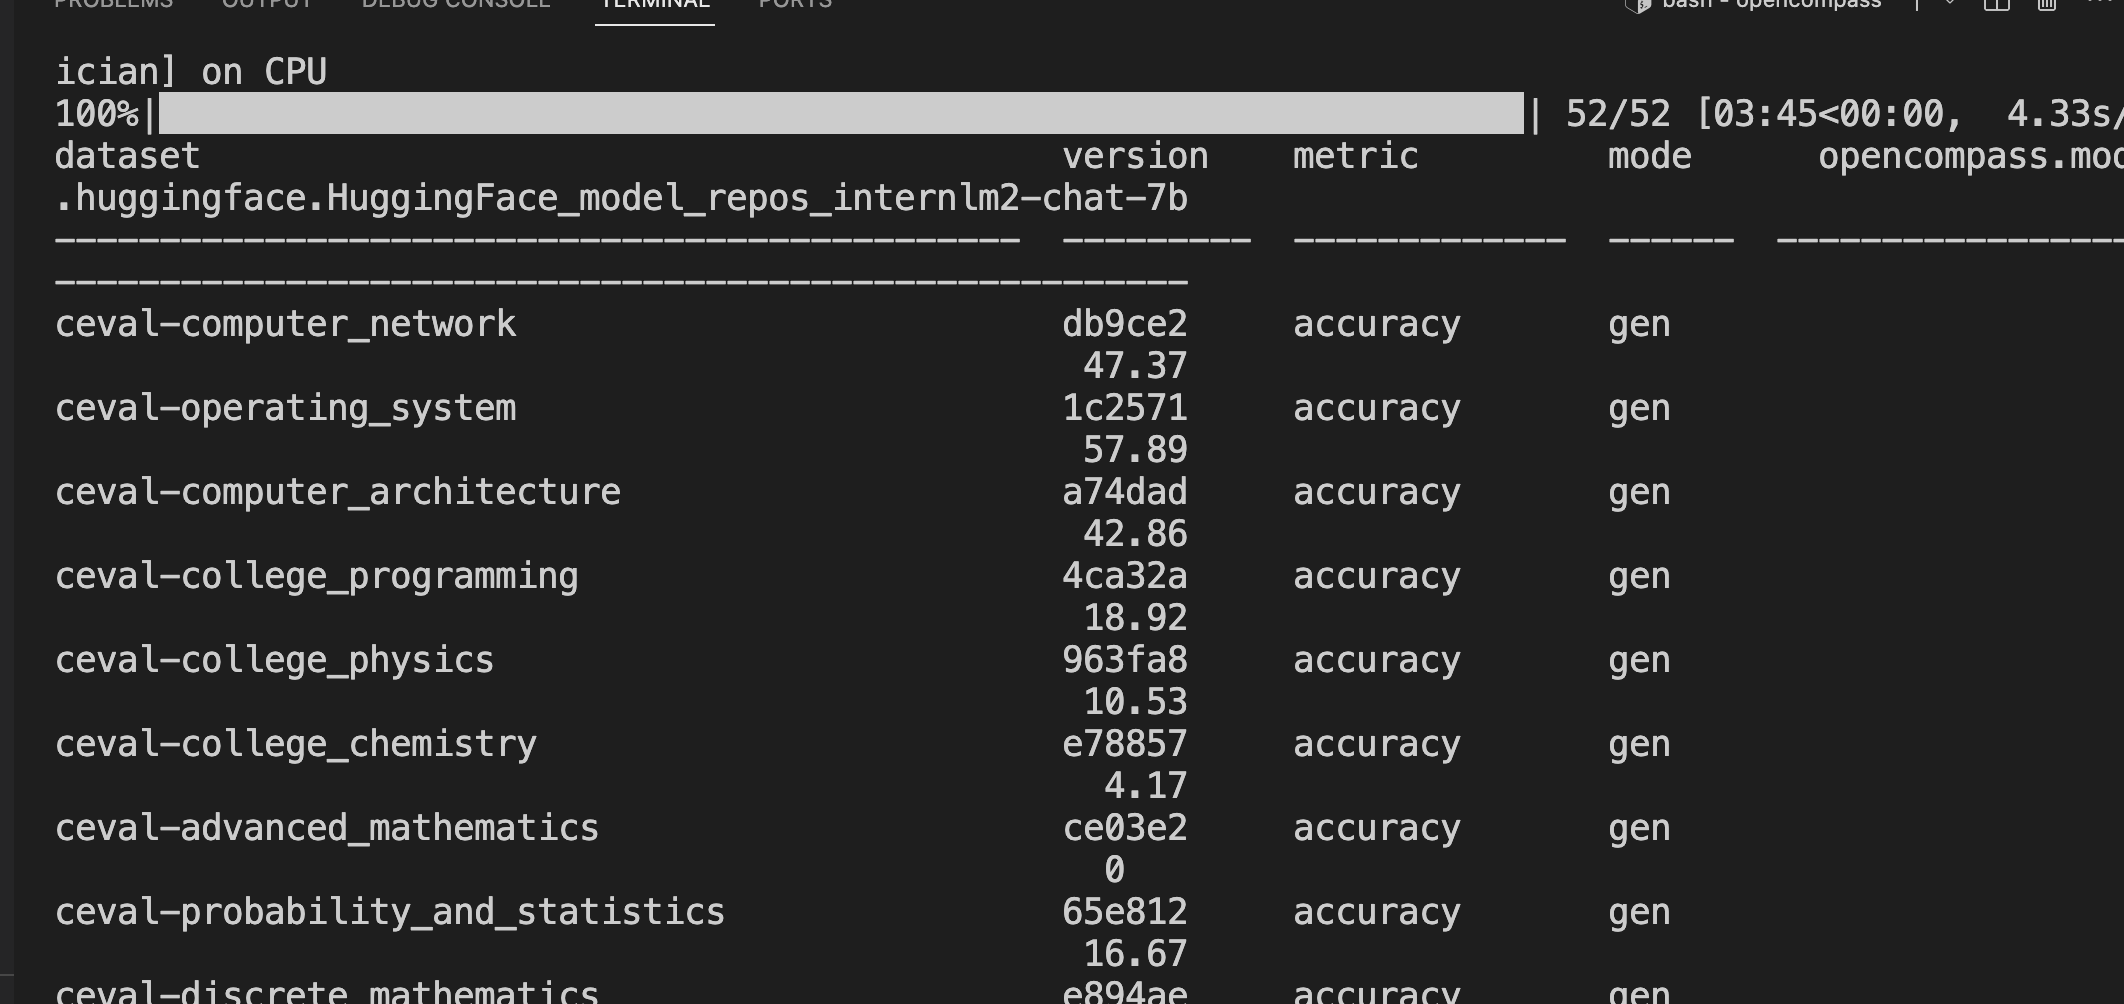 PROBLEMS OUTPUT DEBUG CONSOLE TERMINAL PORTS bash - opencompass
ician] on CPU
100%| | 52/52 [03:45<00:00, 4.33s/
dataset version metric mode opencompass.mod
.huggingface.HuggingFace_model_repos_internlm2-chat-7b
---------------------------------------------- --------- ------------- ------ -----------------
------------------------------------------------------
ceval-computer_network db9ce2 accuracy gen
47.37
ceval-operating_system 1c2571 accuracy gen
57.89
ceval-computer_architecture a74dad accuracy gen
42.86
ceval-college_programming 4ca32a accuracy gen
18.92
ceval-college_physics 963fa8 accuracy gen
10.53
ceval-college_chemistry e78857 accuracy gen
4.17
ceval-advanced_mathematics ce03e2 accuracy gen
0
ceval-probability_and_statistics 65e812 accuracy gen
16.67
ceval-discrete_mathematics e894ae accuracy gen